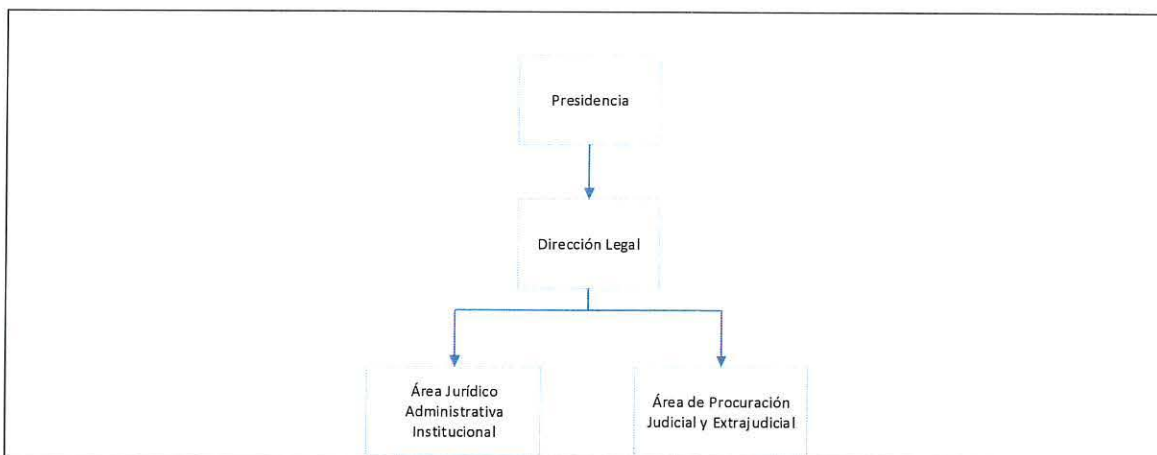 Presidencia
Dirección Legal
Área Jurídico
Administrativa
Institucional
Área de Procuración
Judicial y Extrajudicial